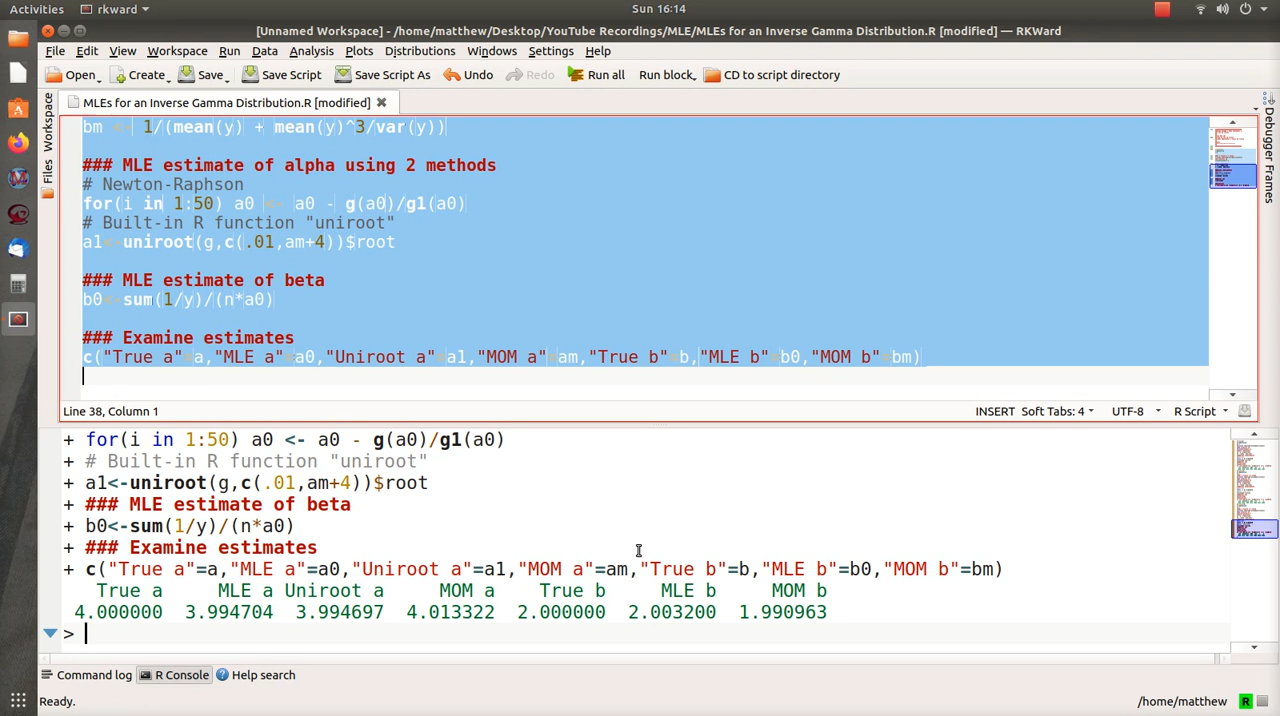 Activities rkward Sun 16:14
[Unnamed Workspace] - /home/matthew/Desktop/YouTube Recordings/MLE/MLEs for an Inverse Gamma Distribution.R [modified] — RKWard
File Edit View Workspace Run Data Analysis Plots Distributions Windows Settings Help
Open Create Save Save Script Save Script As Undo Redo Run all Run block CD to script directory
MLEs for an Inverse Gamma Distribution.R [modified]
Workspace
Files
Debugger Frames
bm 1/(mean(y) + mean(y)^3/var(y))
### MLE estimate of alpha using 2 methods
# Newton-Raphson
for(i in 1:50) a0 <- a0 - g(a0)/g1(a0)
# Built-in R function "uniroot"
a1<-uniroot(g,c(.01,am+4))$root
### MLE estimate of beta
b0<-sum(1/y)/(n*a0)
### Examine estimates
c("True a"=a,"MLE a"=a0,"Uniroot a"=a1,"MOM a"=am,"True b"=b,"MLE b"=b0,"MOM b"=bm)
Line 38, Column 1 INSERT Soft Tabs: 4 UTF-8 R Script
+ for(i in 1:50) a0 <- a0 - g(a0)/g1(a0)
+ # Built-in R function "uniroot"
+ a1<-uniroot(g,c(.01,am+4))$root
+ ### MLE estimate of beta
+ b0<-sum(1/y)/(n*a0)
+ ### Examine estimates
+ c("True a"=a,"MLE a"=a0,"Uniroot a"=a1,"MOM a"=am,"True b"=b,"MLE b"=b0,"MOM b"=bm)
True a MLE a Uniroot a MOM a True b MLE b MOM b
4.000000 3.994704 3.994697 4.013322 2.000000 2.003200 1.990963
>
Command log R Console Help search
Ready. /home/matthew R